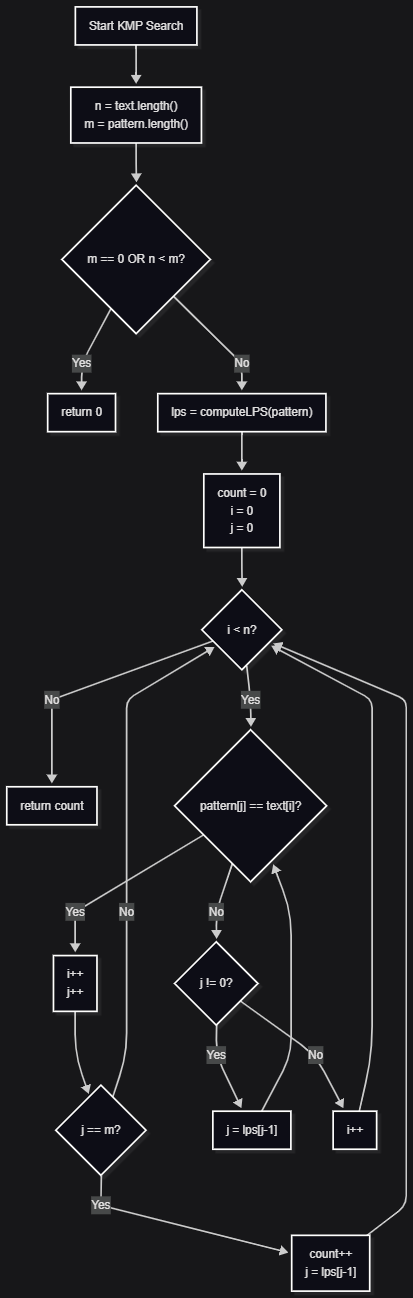 Start KMP Search
n = text.length()
m = pattern.length()
m == 0 OR n < m?
Yes
No
return 0
lps = computeLPS(pattern)
count = 0
i = 0
j = 0
i < n?
No
Yes
return count
pattern[j] == text[i]?
Yes
No
No
i++
j++
j != 0?
Yes
No
j == m?
j = lps[j-1]
i++
Yes
count++
j = lps[j-1]